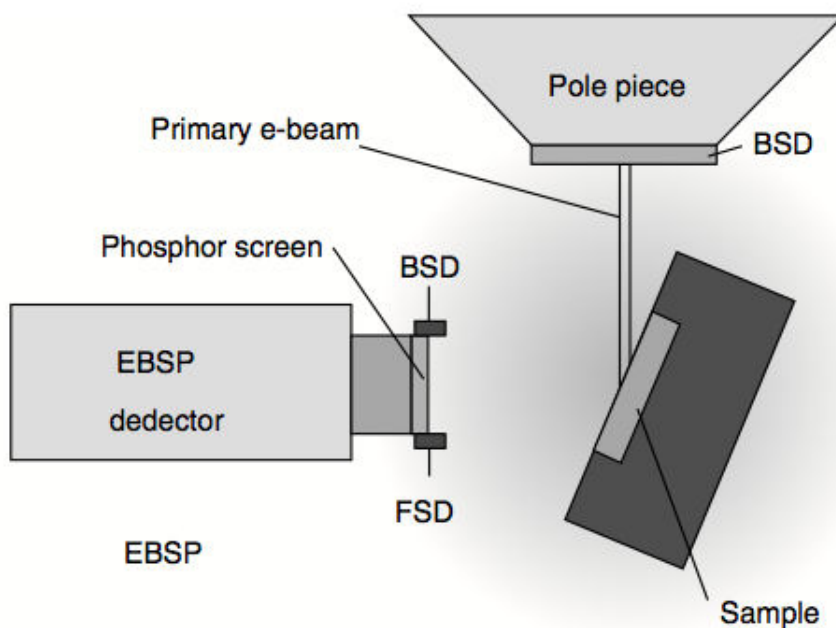 Pole piece
Primary e-beam
BSD
Phosphor screen
BSD
EBSP
dedector
FSD
EBSP
Sample